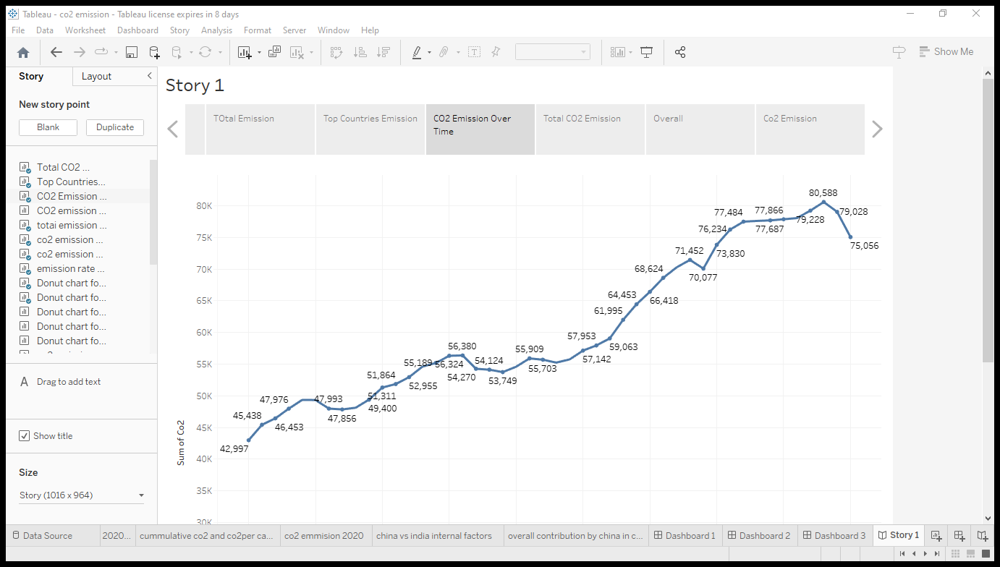 Tableau - co2 emission - Tableau license expires in 8 days
File Data Worksheet Dashboard Story Analysis Format Server Window Help
Show Me
Story Layout
New story point
Blank Duplicate
Total CO2 ...
Top Countries...
CO2 Emission ...
CO2 emission ...
totai emission ...
co2 emission ...
co2 emission ...
emission rate ...
Donut chart fo...
Donut chart fo...
Donut chart fo...
Donut chart fo...
Donut chart fo...
A Drag to add text
Show title
Size
Story (1016 x 964)
Story 1
TOtal Emission
Top Countries Emission
CO2 Emission Over
Time
Total CO2 Emission
Overall
Co2 Emission
80K
75K
70K
65K
60K
55K
50K
45K
40K
35K
30K
Sum of Co2
42,997
45,438
46,453
47,976
47,993
47,856
49,400
51,311
51,864
52,955
55,189
56,324
56,380
54,270
54,124
53,749
55,909
55,703
57,142
57,953
59,063
61,995
64,453
66,418
68,624
71,452
70,077
73,830
76,234
77,484
77,687
77,866
79,228
80,588
79,028
75,056
Data Source 2020... cummulative co2 and co2per ca... co2 emmision 2020 china vs india internal factors overall contribution by china in c... Dashboard 1 Dashboard 2 Dashboard 3 Story 1